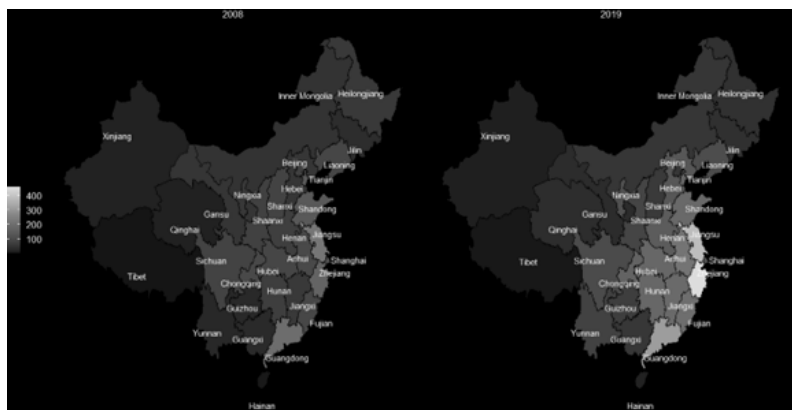 2008
Inner Mongolia
Heilongjiang
Xinjiang
Jilin
Beijing
Liaoning
Tianjin
Ningxia
Hebei
Shanxi
Shandong
Gansu
Shaanxi
Qinghai
Henan
Jiangsu
Sichuan
Anhui
Shanghai
Hubei
Zhejiang
Tibet
Chongqing
Hunan
Guizhou
Jiangxi
Fujian
Yunnan
Guangxi
Guangdong
Hainan
400
300
200
100
2019
Inner Mongolia
Heilongjiang
Xinjiang
Jilin
Beijing
Liaoning
Tianjin
Ningxia
Hebei
Shanxi
Shandong
Gansu
Shaanxi
Qinghai
Henan
Jiangsu
Sichuan
Anhui
Shanghai
Hubei
Zhejiang
Tibet
Chongqing
Hunan
Guizhou
Jiangxi
Fujian
Yunnan
Guangxi
Guangdong
Hainan